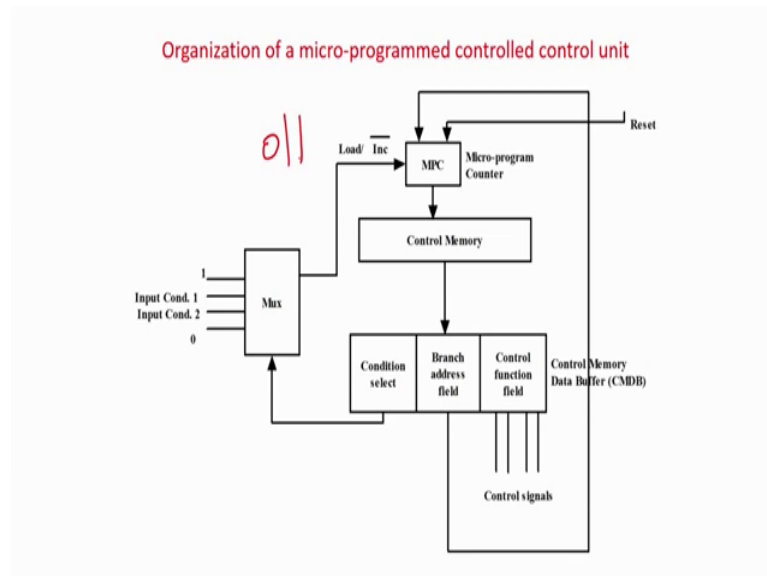 Organization of a micro-programmed controlled control unit
011
Load/ Inc
Reset
MPC
Micro-program
Counter
Control Memory
1
Input Cond. 1
Input Cond. 2
0
Mux
Condition
select
Branch
address
field
Control
function
field
Control Memory
Data Buffer (CMDB)
Control signals